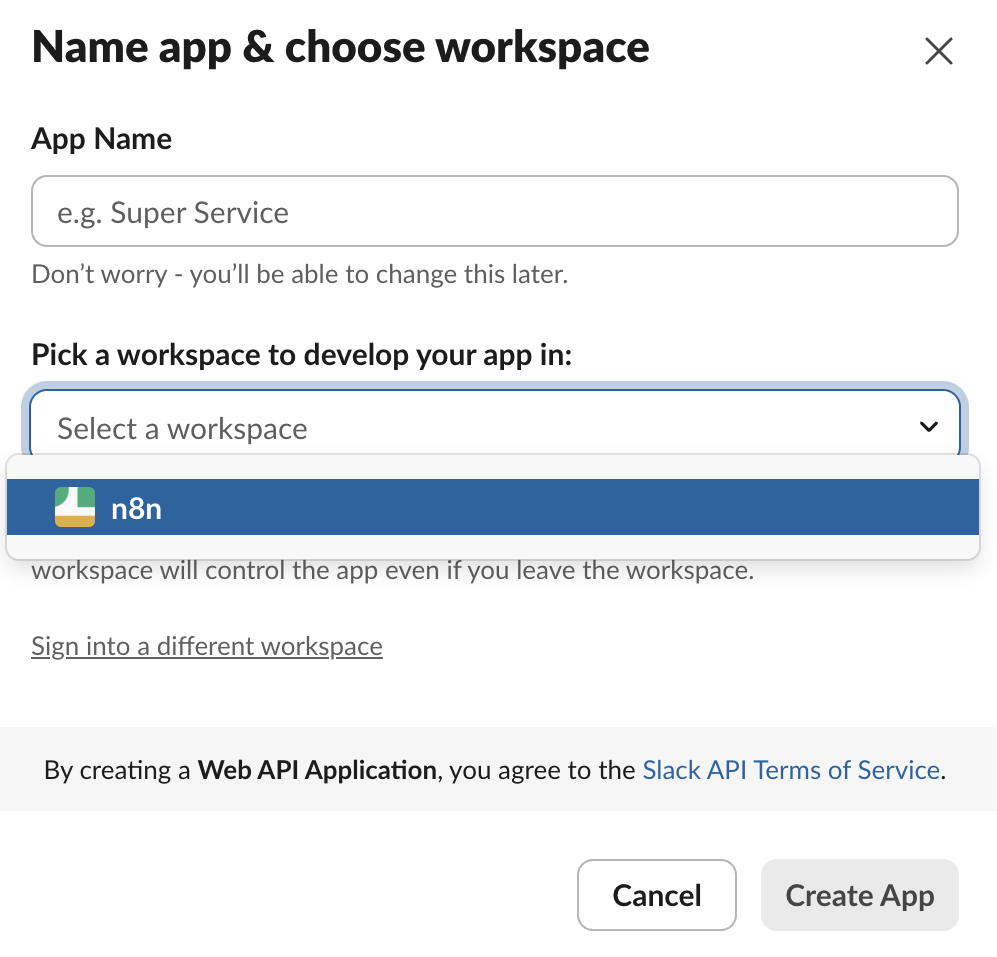 Name app & choose workspace
App Name
e.g. Super Service
Don’t worry - you’ll be able to change this later.
Pick a workspace to develop your app in:
Select a workspace
n8n
workspace will control the app even if you leave the workspace.
Sign into a different workspace
By creating a Web API Application, you agree to the Slack API Terms of Service.
Cancel
Create App